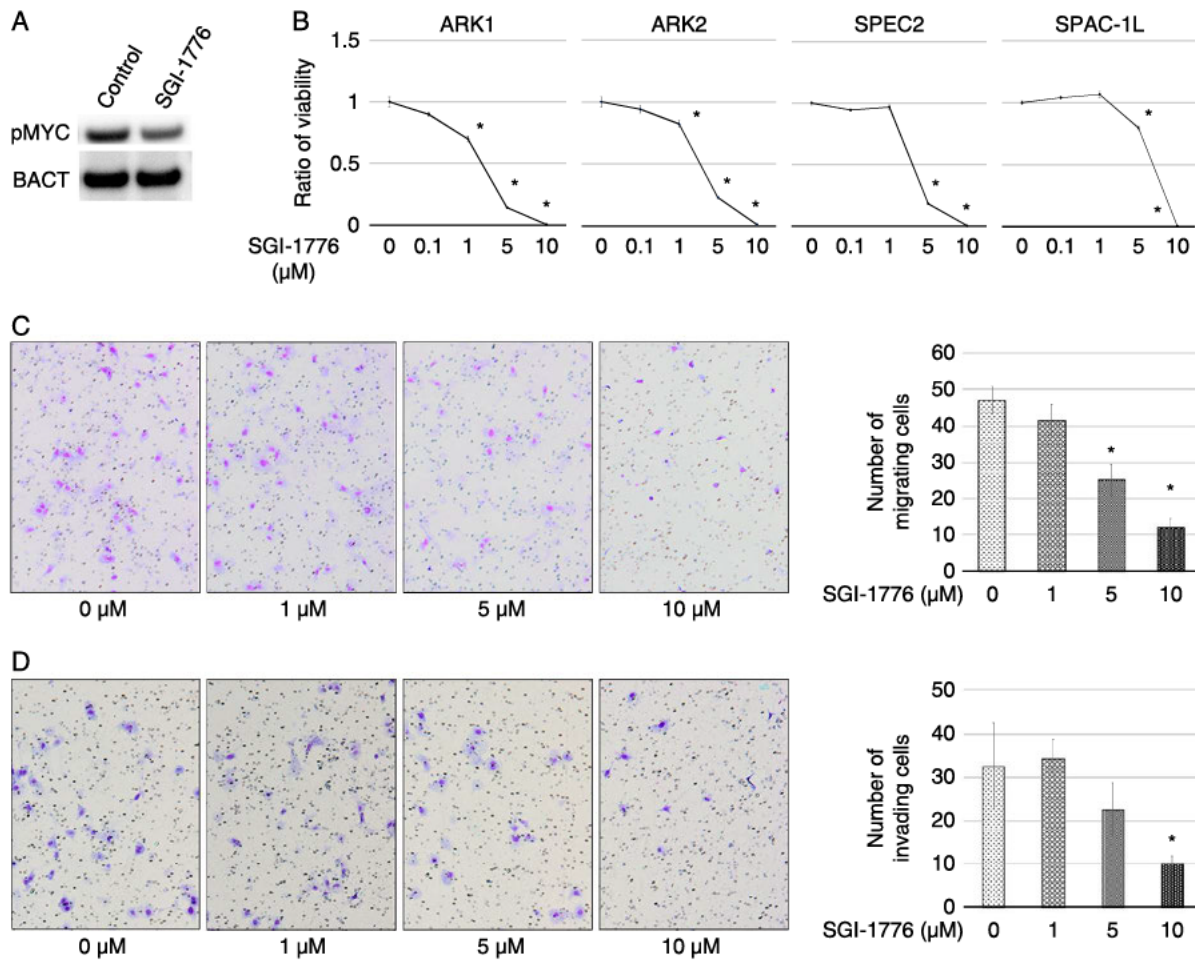 A
Control
SGI-1776
pMYC
BACT
B
ARK1 ARK2 SPEC2 SPAC-1L
Ratio of viability
1.5
1
0.5
0
* * *
* * *
* *
* *
SGI-1776 (µM)
0 0.1 1 5 10 0 0.1 1 5 10 0 0.1 1 5 10 0 0.1 1 5 10
C
0 µM 1 µM 5 µM 10 µM
Number of migrating cells
60
50
40
30
20
10
0
* *
SGI-1776 (µM) 0 1 5 10
D
0 µM 1 µM 5 µM 10 µM
Number of invading cells
50
40
30
20
10
0
*
SGI-1776 (µM) 0 1 5 10